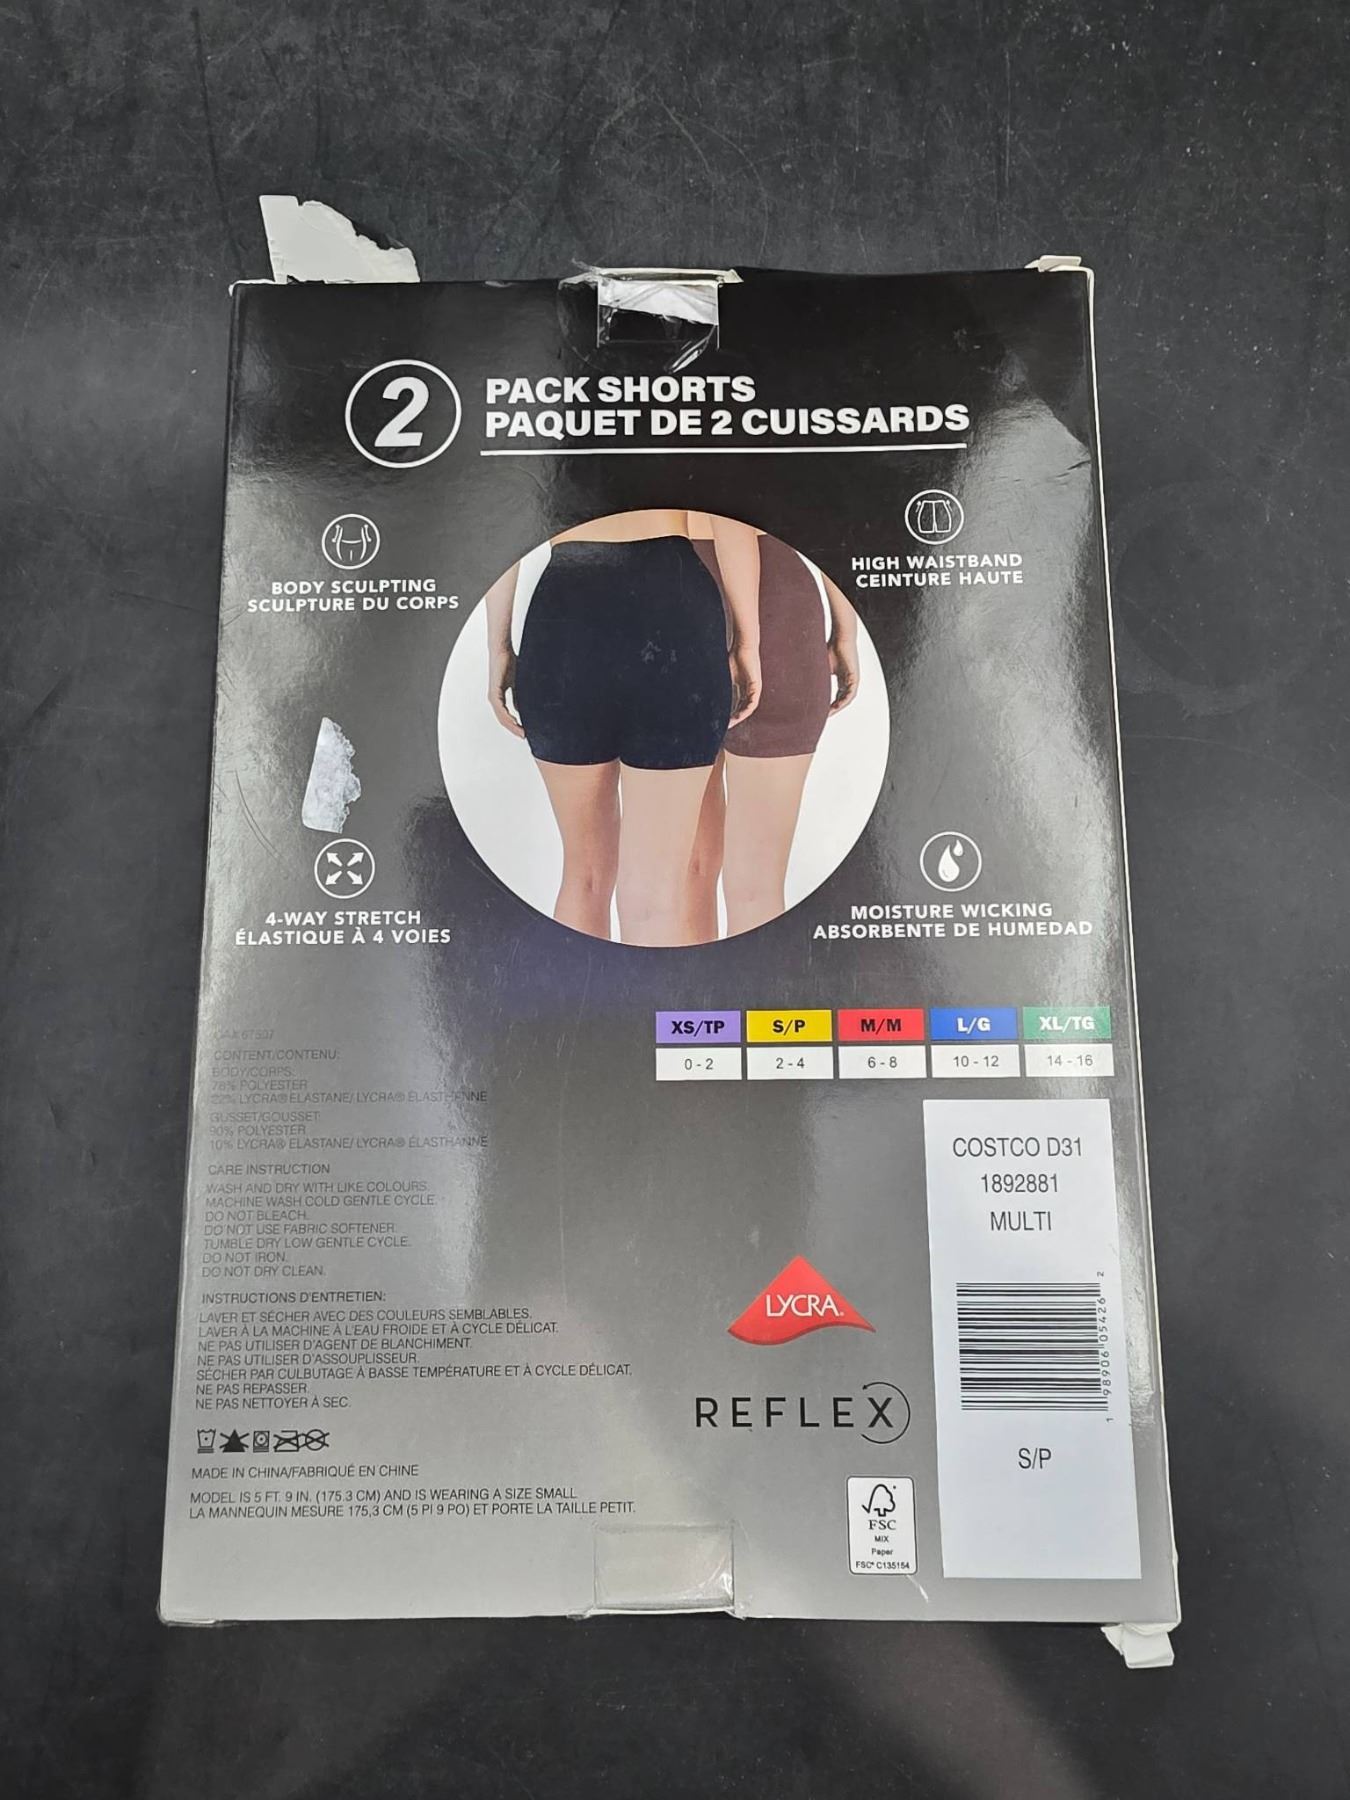 2
PACK SHORTS
PAQUET DE 2 CUISSARDS
BODY SCULPTING
SCULPTURE DU CORPS
HIGH WAISTBAND
CEINTURE HAUTE
4-WAY STRETCH
ÉLASTIQUE À 4 VOIES
MOISTURE WICKING
ABSORBENTE DE HUMEDAD
XS/TP S/P M/M L/G XL/TG
0 - 2 2 - 4 6 - 8 10 - 12 14 - 16
CONTENT/CONTENU:
BODY/CORPS:
78% POLYESTER
22% LYCRA® ELASTANE/ LYCRA® ÉLASTHANNE
GUSSET/GOUSSET:
90% POLYESTER
10% LYCRA® ELASTANE/ LYCRA® ÉLASTHANNE
CARE INSTRUCTION
WASH AND DRY WITH LIKE COLOURS.
MACHINE WASH COLD GENTLE CYCLE.
DO NOT BLEACH.
DO NOT USE FABRIC SOFTENER.
TUMBLE DRY LOW GENTLE CYCLE.
DO NOT IRON.
DO NOT DRY CLEAN.
INSTRUCTIONS D'ENTRETIEN:
LAVER ET SÉCHER AVEC DES COULEURS SEMBLABLES.
LAVER À LA MACHINE À L'EAU FROIDE ET À CYCLE DÉLICAT.
NE PAS UTILISER D'AGENT DE BLANCHIMENT.
NE PAS UTILISER D'ASSOUPLISSEUR.
SÉCHER PAR CULBUTAGE À BASSE TEMPÉRATURE ET À CYCLE DÉLICAT.
NE PAS REPASSER.
NE PAS NETTOYER À SEC.
MADE IN CHINA/FABRIQUÉ EN CHINE
MODEL IS 5 FT. 9 IN. (175.3 CM) AND IS WEARING A SIZE SMALL
LA MANNEQUIN MESURE 175,3 CM (5 PI 9 PO) ET PORTE LA TAILLE PETIT.
LYCRA®
REFLEX
FSC
MIX
Paper
FSC® C135154
COSTCO D31
1892881
MULTI
1 98906 05426 2
S/P